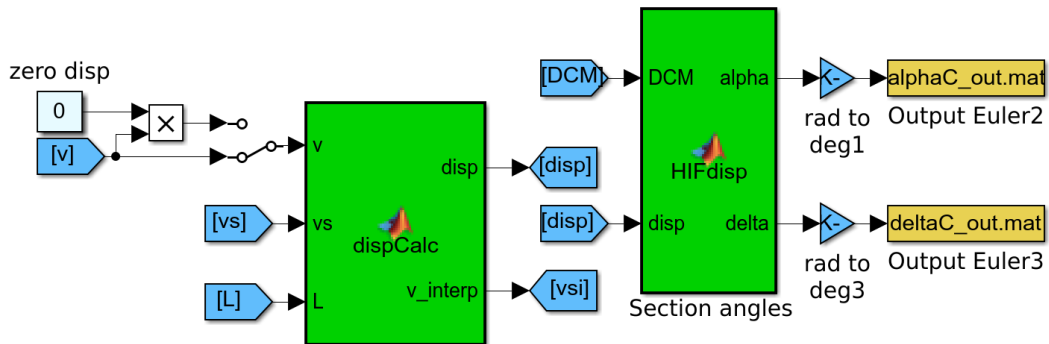 zero disp
0
×
[v]
[vs]
[L]
v
vs
L
disp
v_interp
dispCalc
[disp]
[vsi]
[DCM]
[disp]
DCM
disp
alpha
delta
HIFdisp
Section angles
K-
rad to
deg1
alphaC_out.mat
Output Euler2
K-
rad to
deg3
deltaC_out.mat
Output Euler3